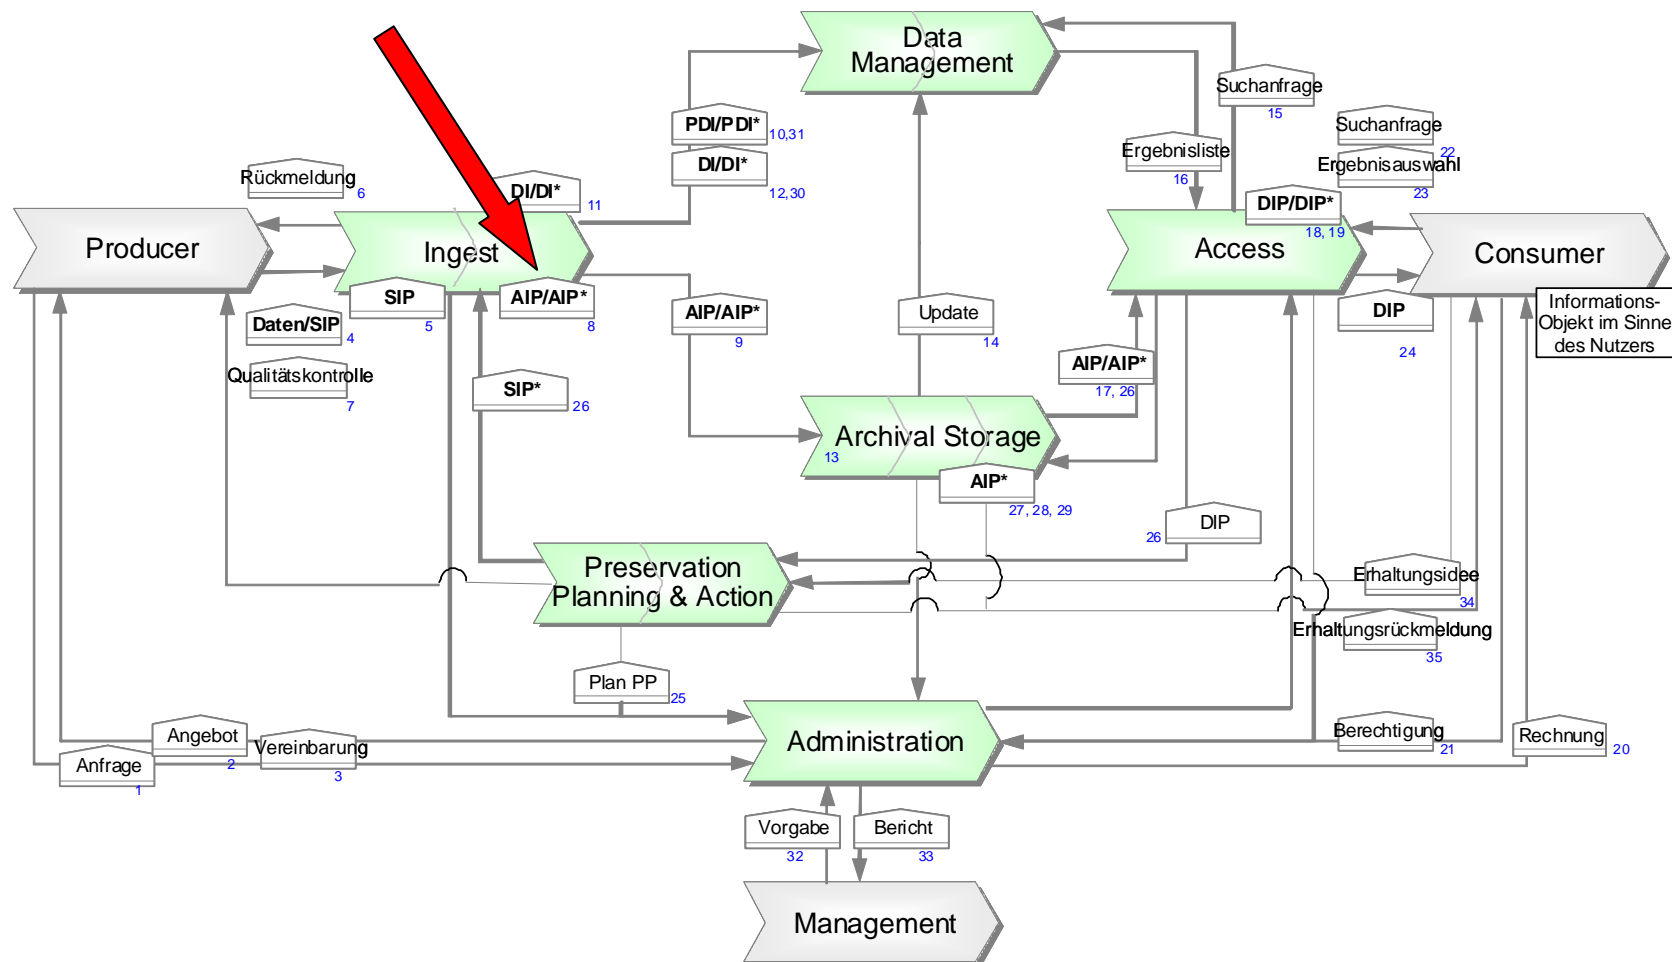 Data
Management
Suchanfrage
15
PDI/PDI*
10,31
Suchanfrage
22
DI/DI*
12,30
Ergebnisliste
16
Ergebnisauswahl
23
Rückmeldung
6
DI/DI*
11
DIP/DIP*
18, 19
Producer
Ingest
Access
Consumer
SIP
5
AIP/AIP*
8
Daten/SIP
4
AIP/AIP*
9
Update
14
DIP
24
Informations-
Objekt im Sinne
des Nutzers
Qualitätskontrolle
7
SIP*
26
AIP/AIP*
17, 26
Archival Storage
13
AIP*
27, 28, 29
DIP
26
Preservation
Planning & Action
Erhaltungsidee
34
Erhaltungsrückmeldung
35
Plan PP
25
Angebot
2
Vereinbarung
3
Anfrage
1
Administration
Berechtigung
21
Rechnung
20
Vorgabe
32
Bericht
33
Management